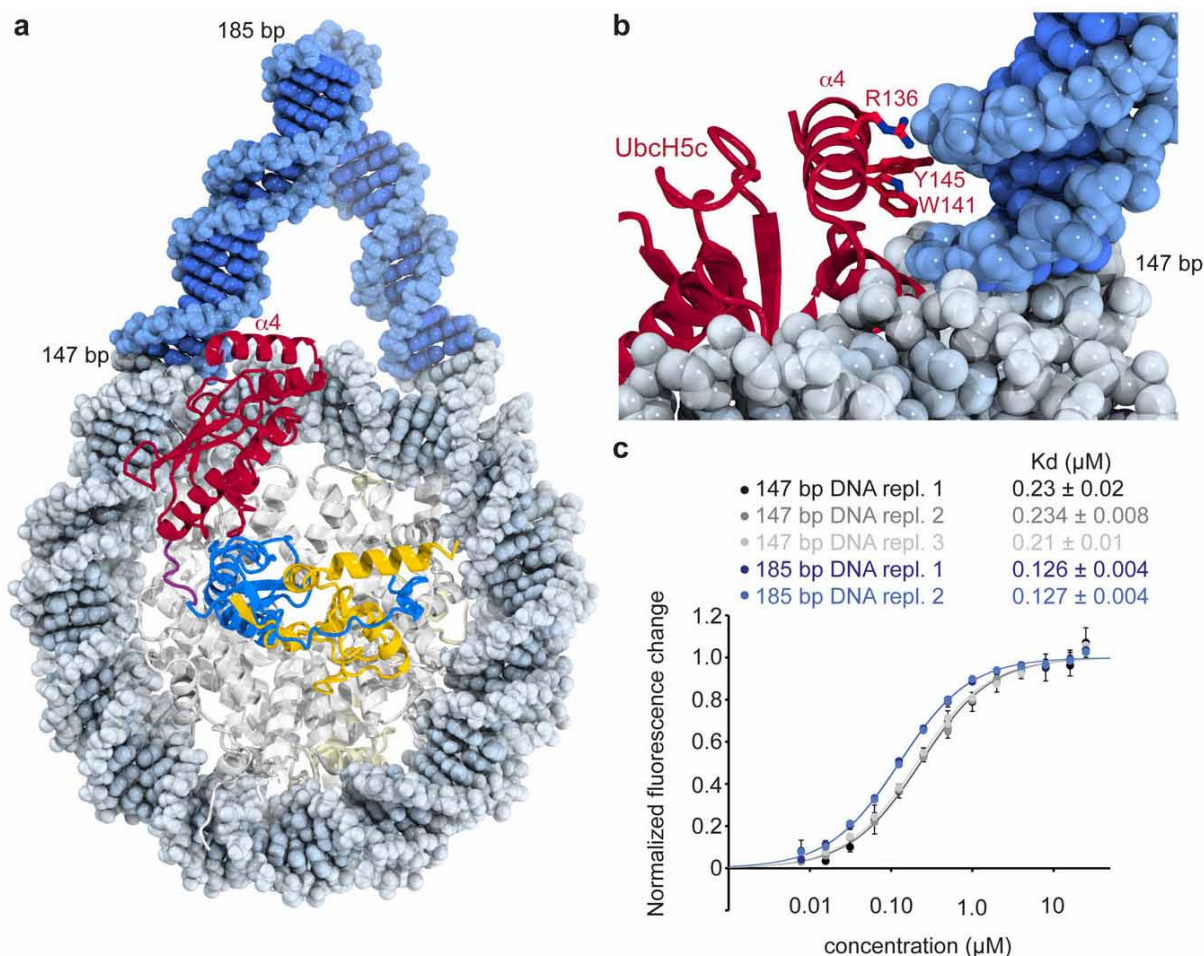 a
185 bp
α4
147 bp
b
α4
R136
UbcH5c
Y145
W141
147 bp
c
Kd (μM)
147 bp DNA repl. 1 0.23 ± 0.02
147 bp DNA repl. 2 0.234 ± 0.008
147 bp DNA repl. 3 0.21 ± 0.01
185 bp DNA repl. 1 0.126 ± 0.004
185 bp DNA repl. 2 0.127 ± 0.004
Normalized fluorescence change
1.2
1.0
0.8
0.6
0.4
0.2
0
0.01 0.10 1.0 10
concentration (μM)